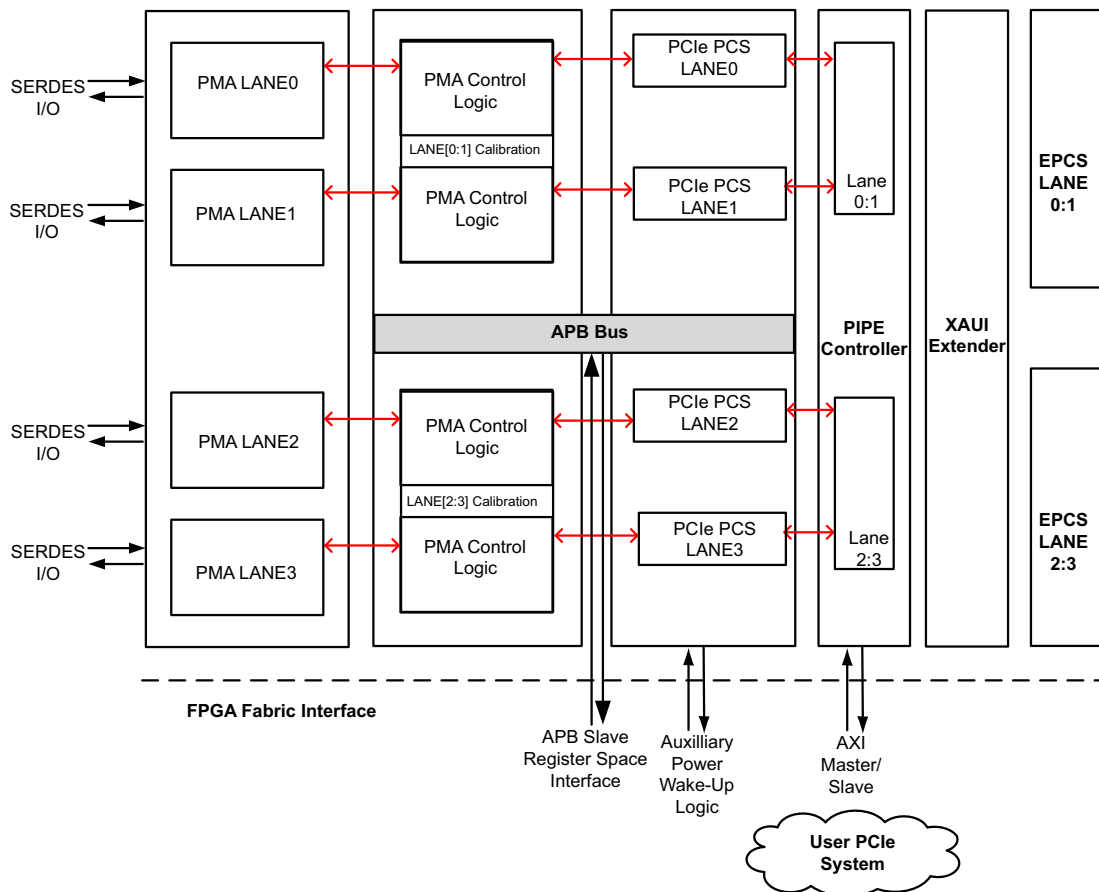 SERDES
I/O
PMA LANE0
PMA Control
Logic
PCIe PCS
LANE0
LANE[0:1] Calibration
SERDES
I/O
PMA LANE1
PMA Control
Logic
PCIe PCS
LANE1
Lane
0:1
EPCS
LANE
0:1
APB Bus
PIPE
Controller
XAUI
Extender
SERDES
I/O
PMA LANE2
PMA Control
Logic
PCIe PCS
LANE2
LANE[2:3] Calibration
SERDES
I/O
PMA LANE3
PMA Control
Logic
PCIe PCS
LANE3
Lane
2:3
EPCS
LANE
2:3
FPGA Fabric Interface
APB Slave
Register Space
Interface
Auxilliary
Power
Wake-Up
Logic
AXI
Master/
Slave
User PCIe
System